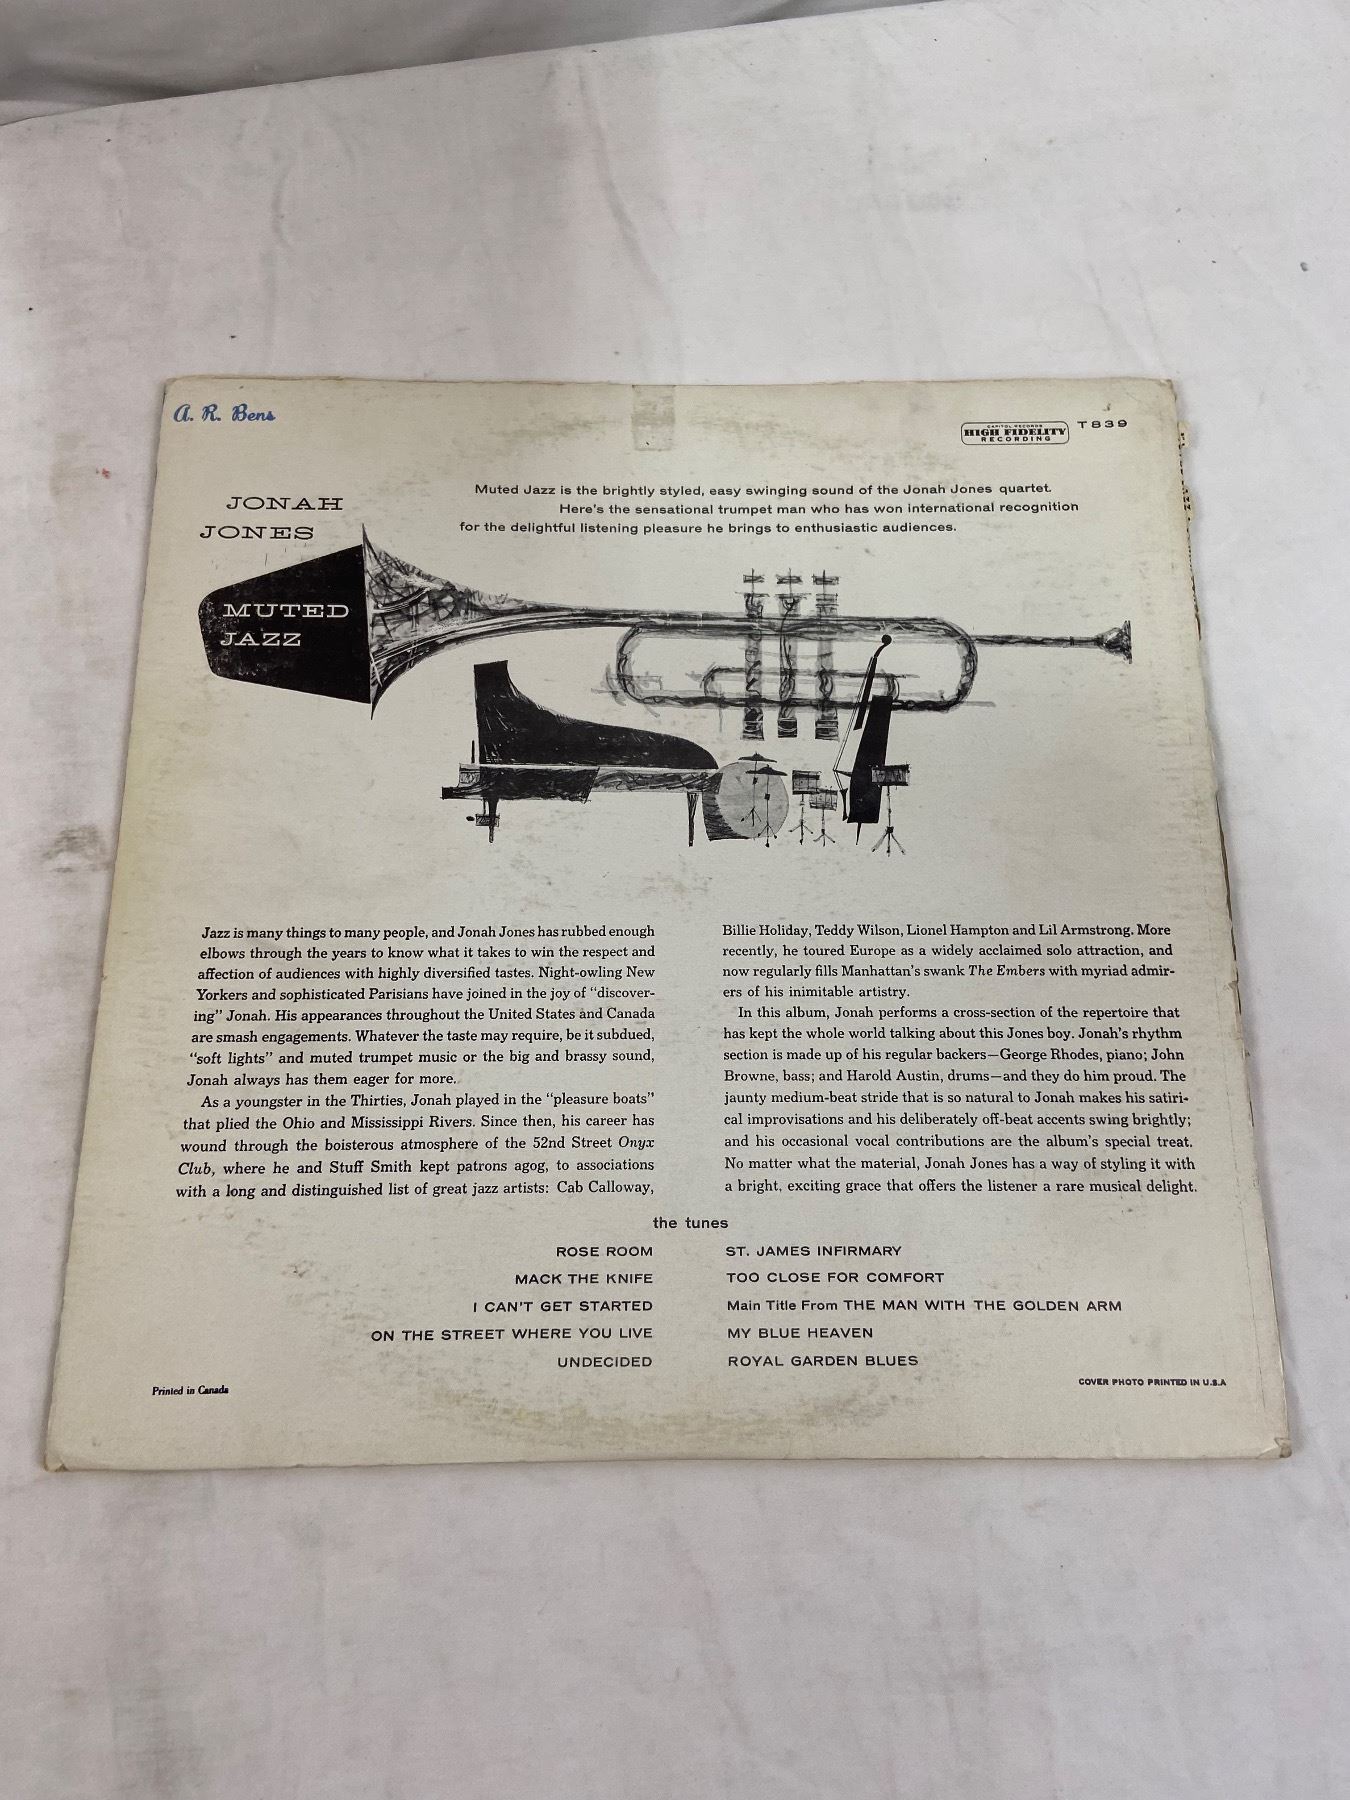 A. R. Bens
CAPITOL RECORDS
HIGH FIDELITY
RECORDING
T839
JONAH
JONES
MUTED
JAZZ
Muted Jazz is the brightly styled, easy swinging sound of the Jonah Jones quartet.
Here's the sensational trumpet man who has won international recognition
for the delightful listening pleasure he brings to enthusiastic audiences.
Jazz is many things to many people, and Jonah Jones has rubbed enough
elbows through the years to know what it takes to win the respect and
affection of audiences with highly diversified tastes. Night-owling New
Yorkers and sophisticated Parisians have joined in the joy of "discover-
ing" Jonah. His appearances throughout the United States and Canada
are smash engagements. Whatever the taste may require, be it subdued,
"soft lights" and muted trumpet music or the big and brassy sound,
Jonah always has them eager for more.
As a youngster in the Thirties, Jonah played in the "pleasure boats"
that plied the Ohio and Mississippi Rivers. Since then, his career has
wound through the boisterous atmosphere of the 52nd Street Onyx
Club, where he and Stuff Smith kept patrons agog, to associations
with a long and distinguished list of great jazz artists: Cab Calloway,
Billie Holiday, Teddy Wilson, Lionel Hampton and Lil Armstrong. More
recently, he toured Europe as a widely acclaimed solo attraction, and
now regularly fills Manhattan's swank The Embers with myriad admir-
ers of his inimitable artistry.
In this album, Jonah performs a cross-section of the repertoire that
has kept the whole world talking about this Jones boy. Jonah's rhythm
section is made up of his regular backers—George Rhodes, piano; John
Browne, bass; and Harold Austin, drums—and they do him proud. The
jaunty medium-beat stride that is so natural to Jonah makes his satiri-
cal improvisations and his deliberately off-beat accents swing brightly;
and his occasional vocal contributions are the album's special treat.
No matter what the material, Jonah Jones has a way of styling it with
a bright, exciting grace that offers the listener a rare musical delight.
the tunes
ROSE ROOM
MACK THE KNIFE
I CAN'T GET STARTED
ON THE STREET WHERE YOU LIVE
UNDECIDED
ST. JAMES INFIRMARY
TOO CLOSE FOR COMFORT
Main Title From THE MAN WITH THE GOLDEN ARM
MY BLUE HEAVEN
ROYAL GARDEN BLUES
Printed in Canada
COVER PHOTO PRINTED IN U.S.A